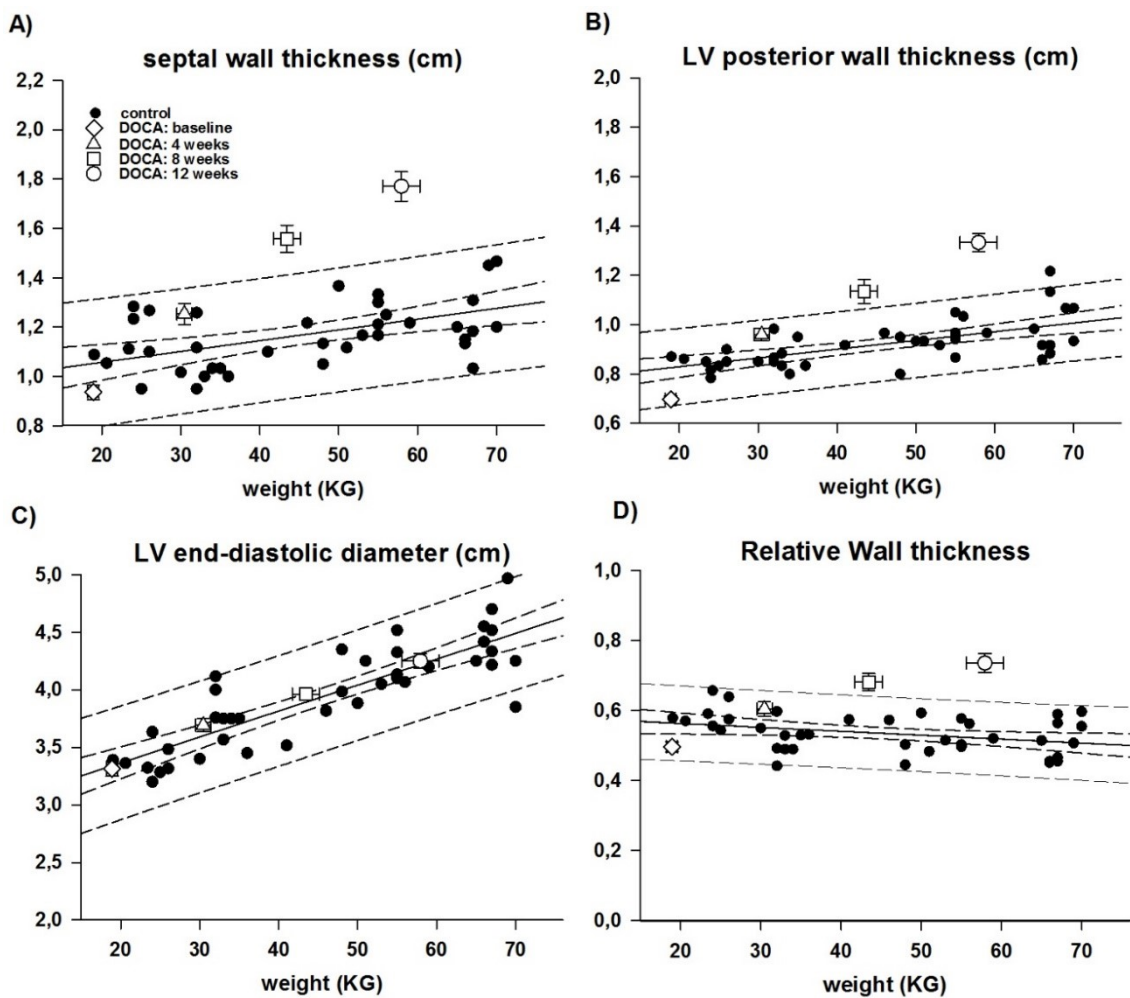 A)
septal wall thickness (cm)
2,2
2,0
1,8
1,6
1,4
1,2
1,0
0,8
control
DOCA: baseline
DOCA: 4 weeks
DOCA: 8 weeks
DOCA: 12 weeks
20 30 40 50 60 70
weight (KG)
B)
LV posterior wall thickness (cm)
2,0
1,8
1,6
1,4
1,2
1,0
0,8
0,6
20 30 40 50 60 70
weight (KG)
C)
LV end-diastolic diameter (cm)
5,0
4,5
4,0
3,5
3,0
2,5
2,0
20 30 40 50 60 70
weight (KG)
D)
Relative Wall thickness
1,0
0,8
0,6
0,4
0,2
0,0
20 30 40 50 60 70
weight (KG)